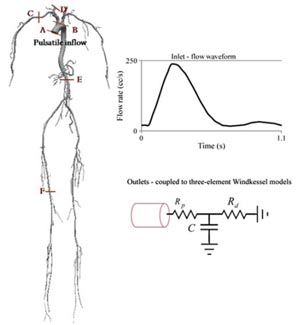 C
D
A
B
Pulsatile inflow
E
F
Inlet - flow waveform
250
Flow rate (cc/s)
0
0
1.1
Time (s)
Outlets - coupled to three-element Windkessel models
Rp
Rd
C